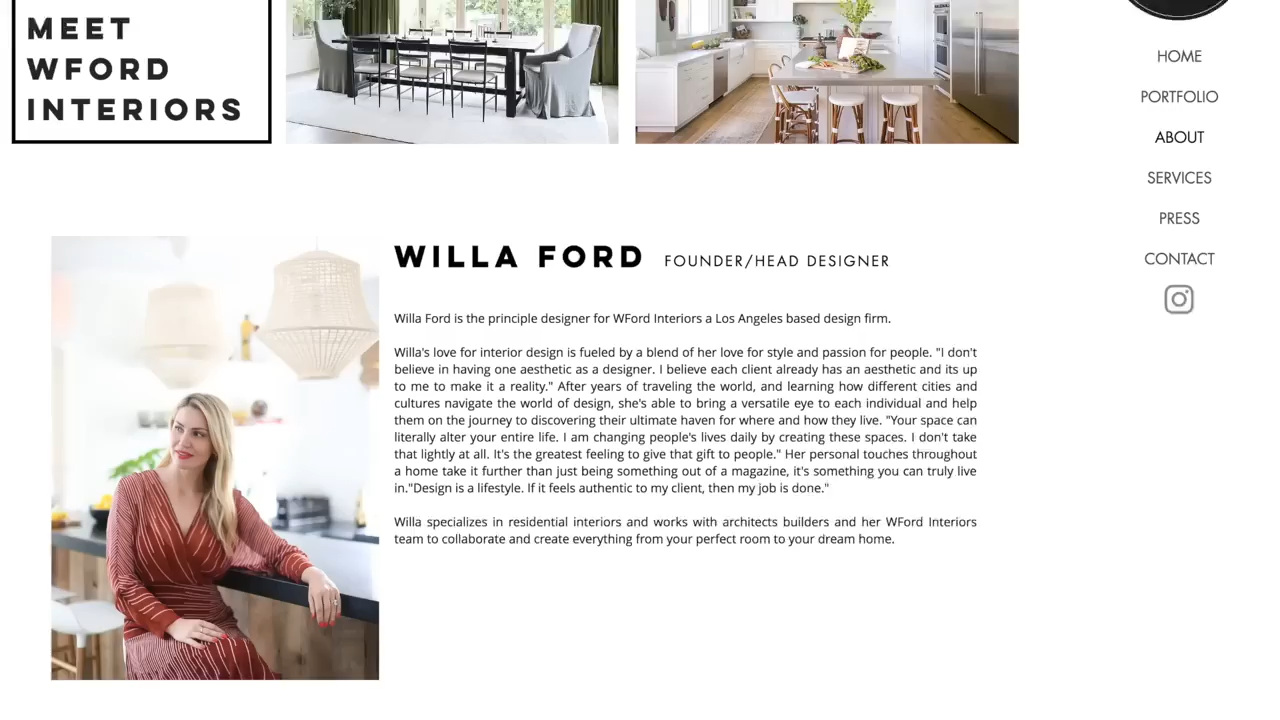 MEET
WFORD
INTERIORS
HOME
PORTFOLIO
ABOUT
SERVICES
PRESS
CONTACT
WILLA FORD FOUNDER/HEAD DESIGNER
Willa Ford is the principle designer for WFord Interiors a Los Angeles based design firm.
Willa's love for interior design is fueled by a blend of her love for style and passion for people. "I don't
believe in having one aesthetic as a designer. I believe each client already has an aesthetic and its up
to me to make it a reality." After years of traveling the world, and learning how different cities and
cultures navigate the world of design, she's able to bring a versatile eye to each individual and help
them on the journey to discovering their ultimate haven for where and how they live. "Your space can
literally alter your entire life. I am changing people's lives daily by creating these spaces. I don't take
that lightly at all. It's the greatest feeling to give that gift to people." Her personal touches throughout
a home take it further than just being something out of a magazine, it's something you can truly live
in."Design is a lifestyle. If it feels authentic to my client, then my job is done."
Willa specializes in residential interiors and works with architects builders and her WFord Interiors
team to collaborate and create everything from your perfect room to your dream home.